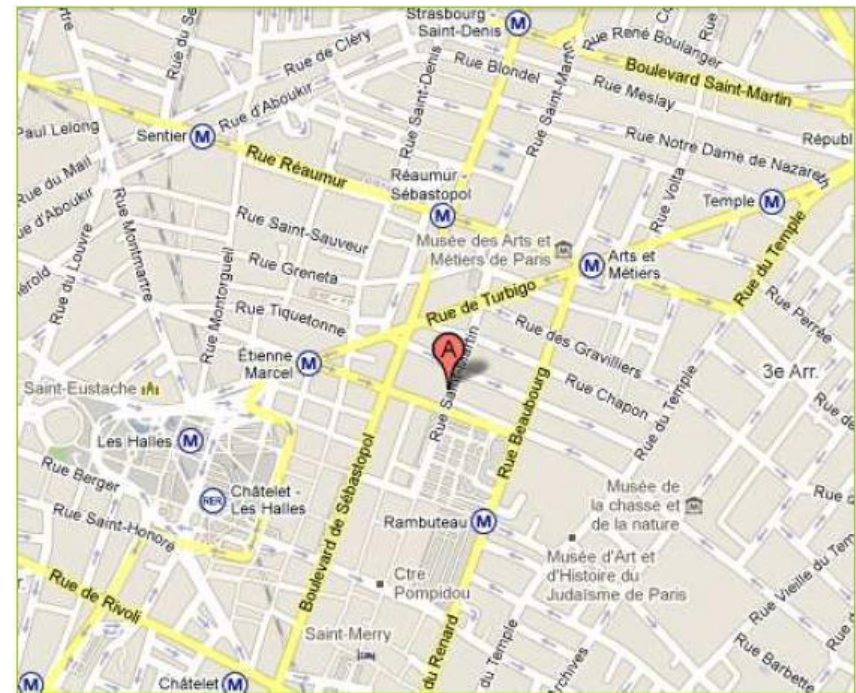 Strasbourg -
Saint-Denis
Rue René Boulanger
Rue de Cléry
Rue Blondel
Boulevard Saint-Martin
Rue Saint-Denis
Rue Meslay
Rue d'Aboukir
Paul Lelong
Sentier
Rue Notre Dame de Nazareth
Républ
Rue du Mail
Rue Réaumur
Réaumur -
Sébastopol
Rue Volta
Temple
Rue Saint-Sauveur
Musée des Arts et
Métiers de Paris
Arts et
Métiers
Rue du Louvre
Rue Montmartre
Rue Montorgueil
Rue Greneta
Rue du Temple
Rue de Turbigo
Rue Tiquetonne
Rue des Gravilliers
Rue Perrée
Étienne
Marcel
A
3e Arr.
Saint-Eustache
Rue Chapon
Rue du Temple
Rue Beaubourg
Les Halles
Boulevard de Sébastopol
Rue Berger
RER
Châtelet -
Les Halles
Musée de
la chasse et
de la nature
Rue Saint-Honoré
Rambuteau
Musée d'Art et
d'Histoire du
Judaïsme de Paris
Rue de Rivoli
Ctre
Pompidou
Rue Vieille du Tem
Saint-Merry
du Renard
du Temple
Archives
Rue Barbette
Châtelet